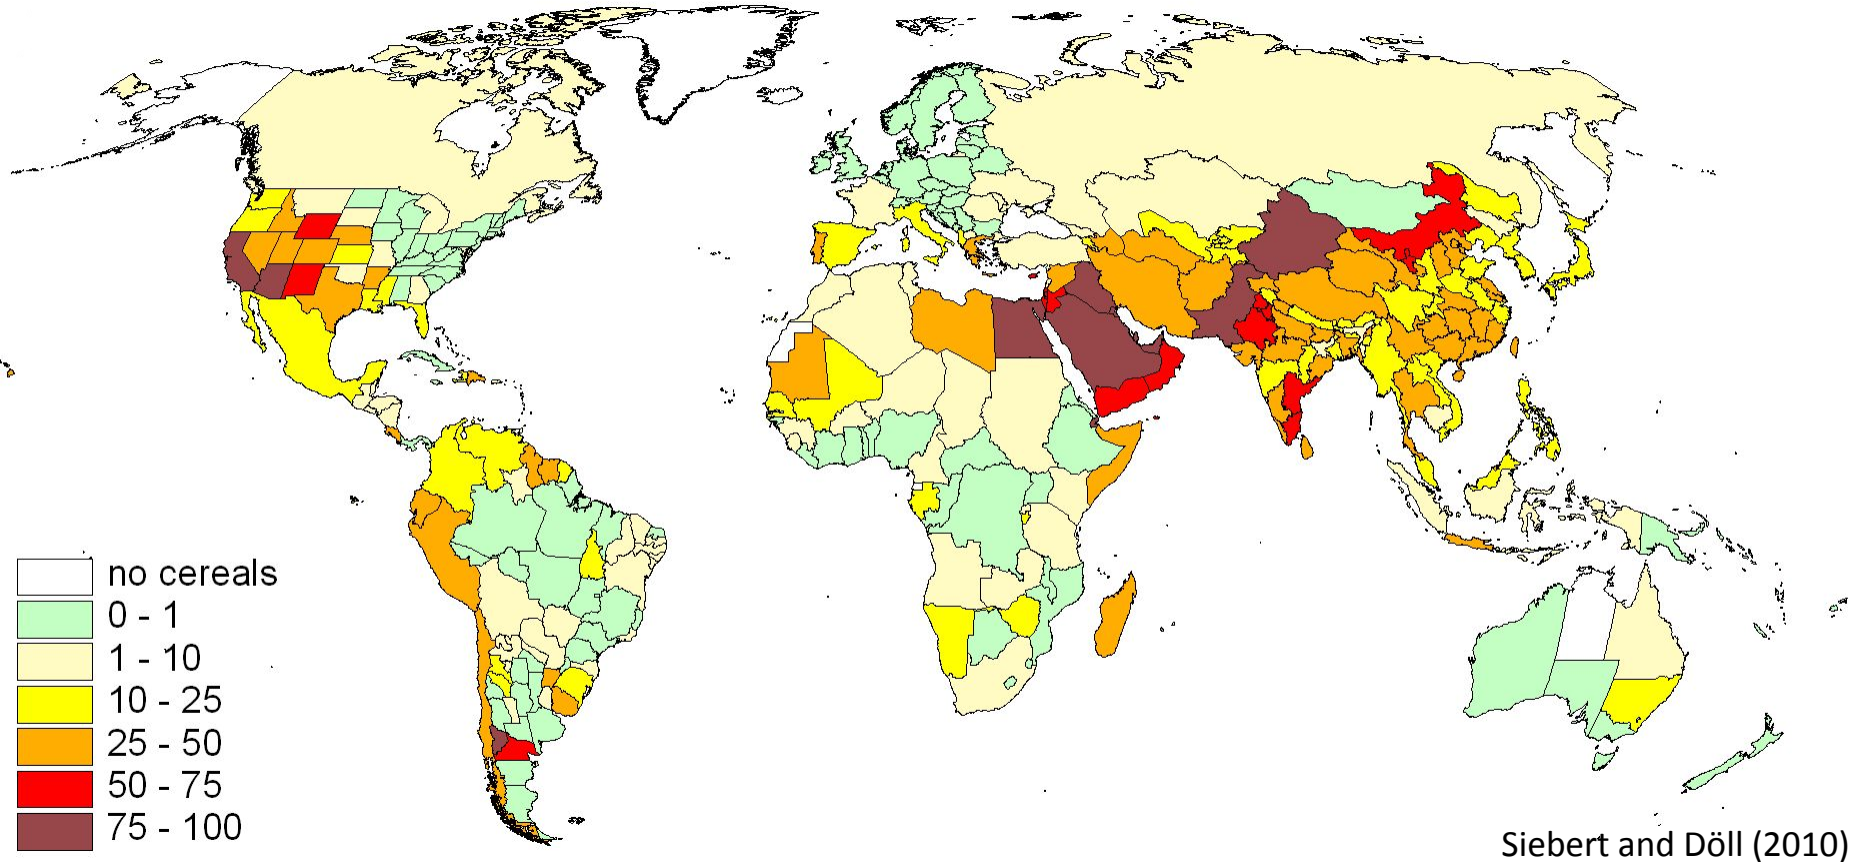 no cereals
0 - 1
1 - 10
10 - 25
25 - 50
50 - 75
75 - 100
Siebert and Döll (2010)